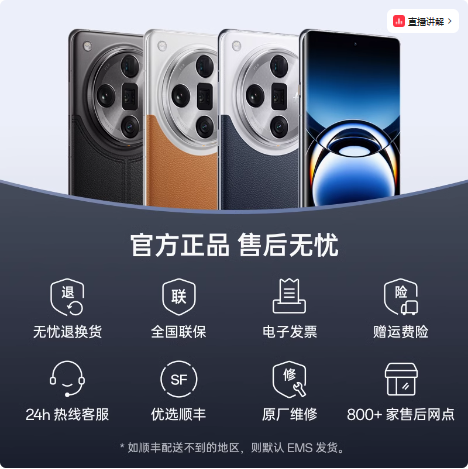 直播讲解
官方正品 售后无忧
退
联
险
无忧退换货
全国联保
电子发票
赠运费险
SF
修
24h 热线客服
优选顺丰
原厂维修
800+ 家售后网点
* 如顺丰配送不到的地区，则默认 EMS 发货。